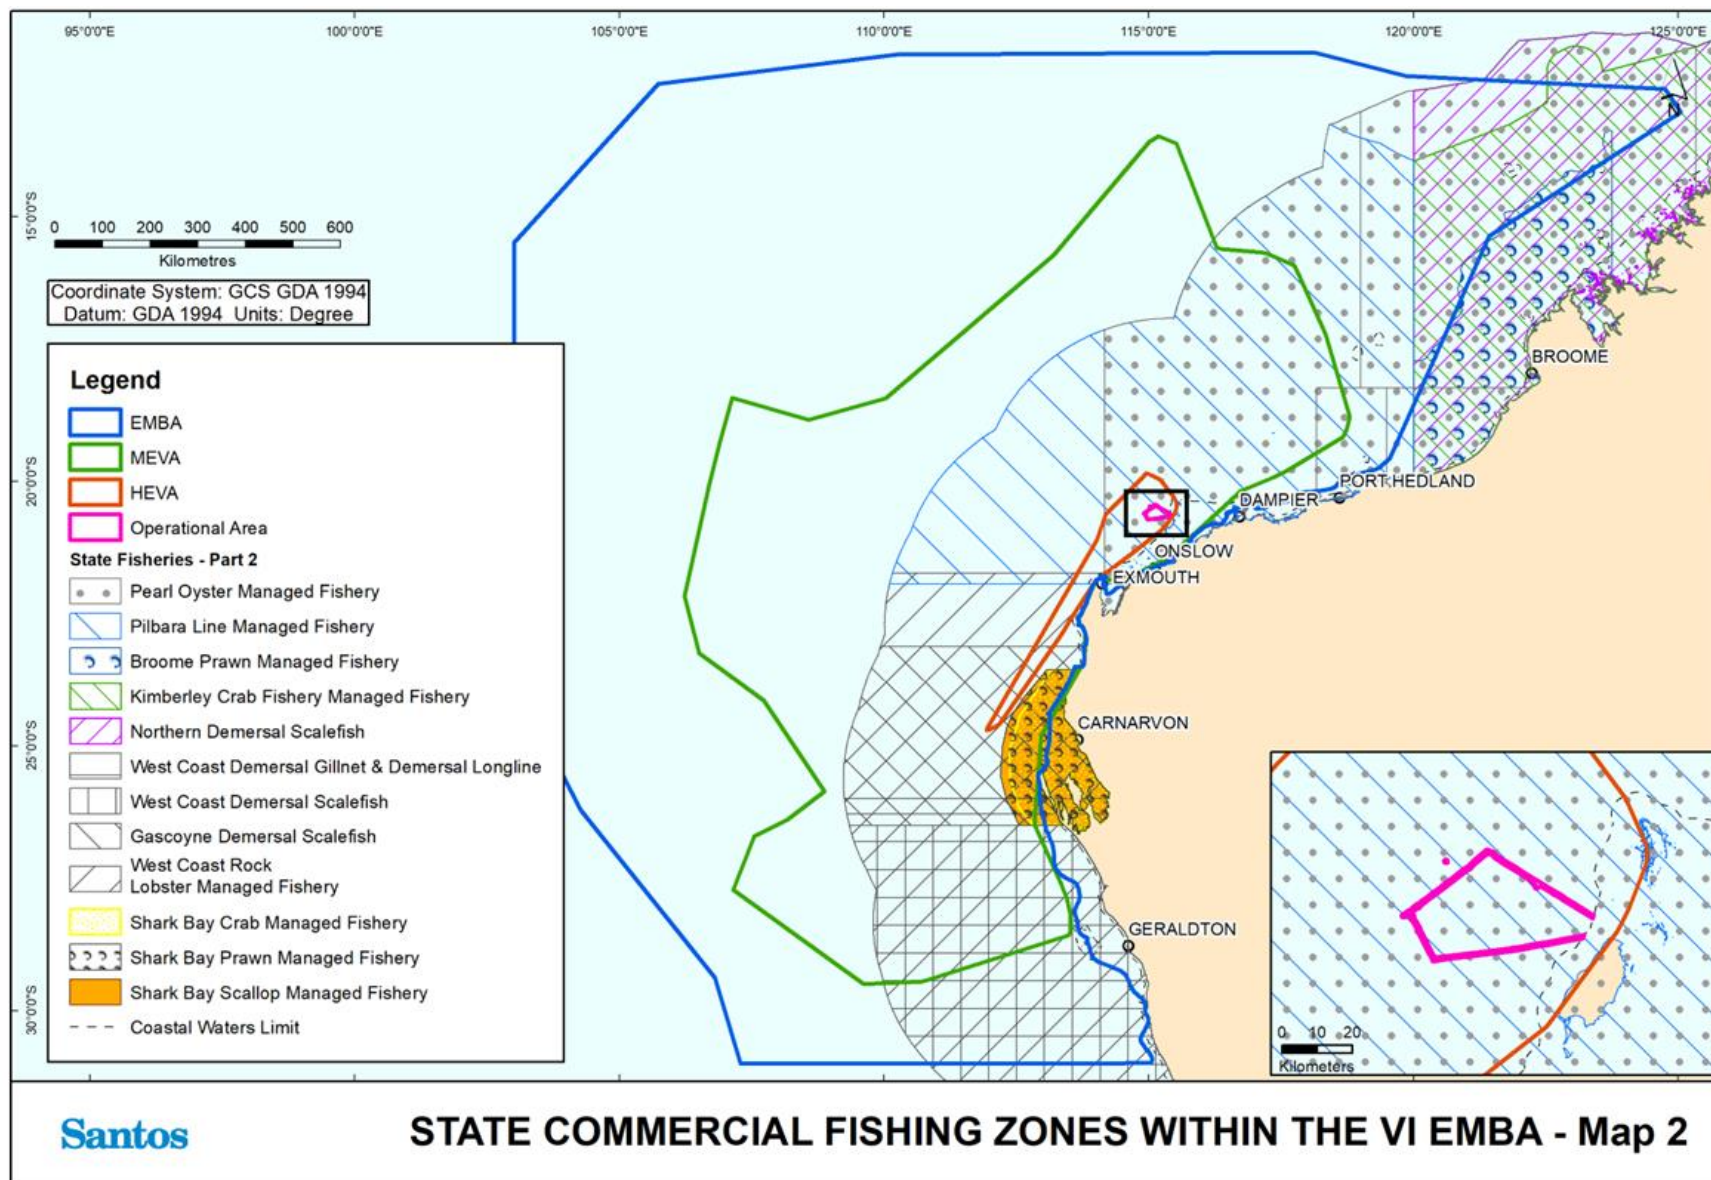 95°0'0"E 100°0'0"E 105°0'0"E 110°0'0"E 115°0'0"E 120°0'0"E 125°0'0"E
15°0'0"S
20°0'0"S
25°0'0"S
30°0'0"S
0 100 200 300 400 500 600
Kilometres
Coordinate System: GCS GDA 1994
Datum: GDA 1994 Units: Degree
Legend
EMBA
MEVA
HEVA
Operational Area
State Fisheries - Part 2
Pearl Oyster Managed Fishery
Pilbara Line Managed Fishery
Broome Prawn Managed Fishery
Kimberley Crab Fishery Managed Fishery
Northern Demersal Scalefish
West Coast Demersal Gillnet & Demersal Longline
West Coast Demersal Scalefish
Gascoyne Demersal Scalefish
West Coast Rock
Lobster Managed Fishery
Shark Bay Crab Managed Fishery
Shark Bay Prawn Managed Fishery
Shark Bay Scallop Managed Fishery
Coastal Waters Limit
N
BROOME
PORT HEDLAND
DAMPIER
ONSLOW
EXMOUTH
CARNARVON
GERALDTON
0 10 20
Kilometers
Santos
STATE COMMERCIAL FISHING ZONES WITHIN THE VI EMBA - Map 2